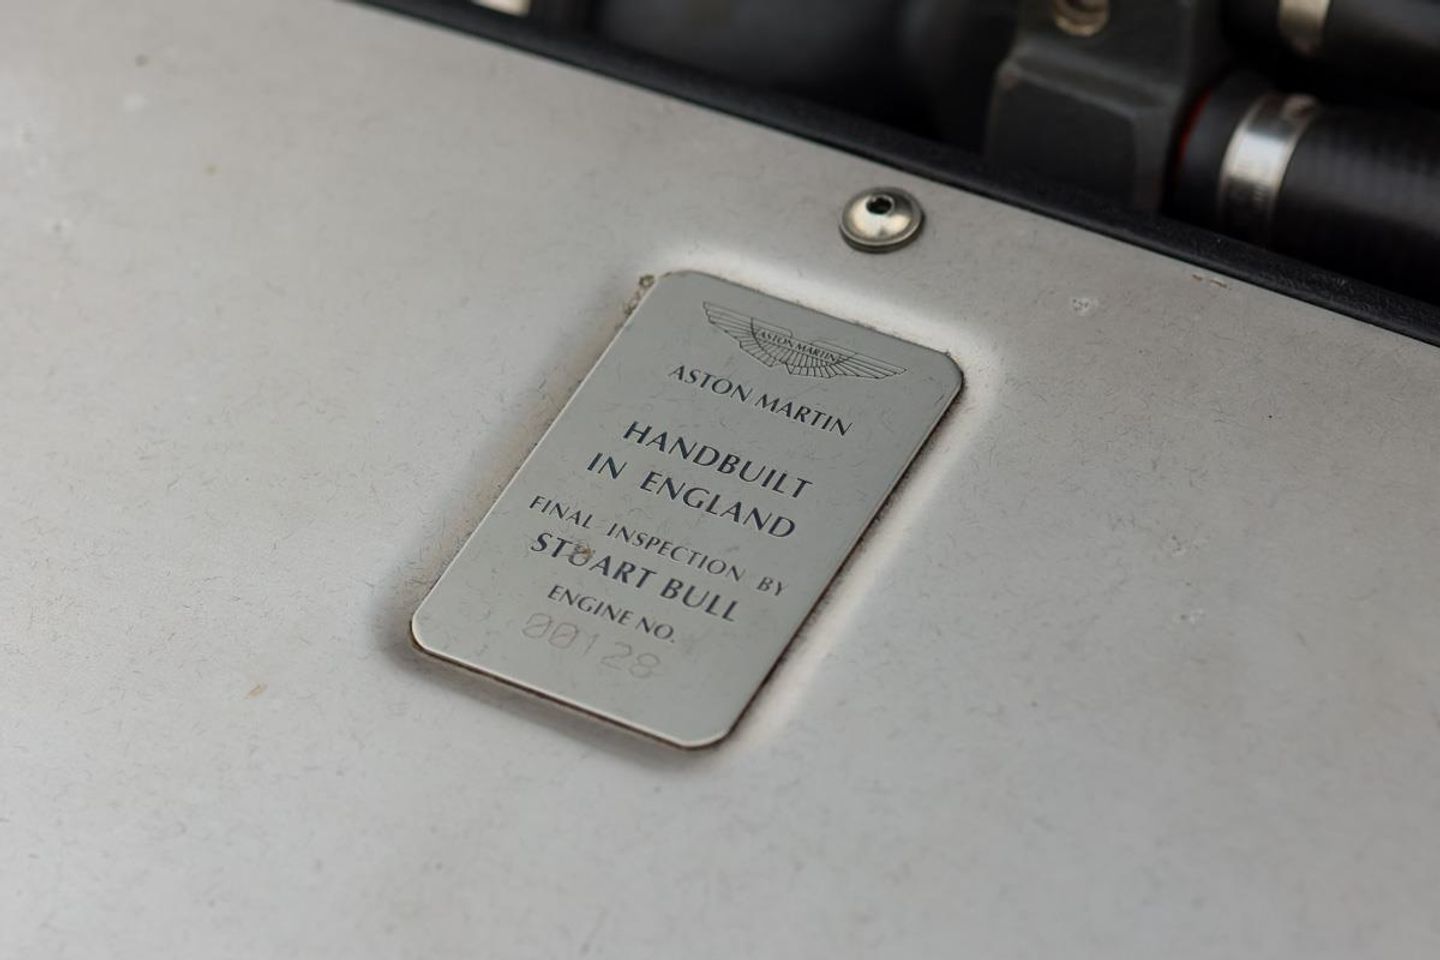 ASTON MARTIN
ASTON MARTIN
HANDBUILT
IN ENGLAND
FINAL INSPECTION BY
STUART BULL
ENGINE NO.
00128